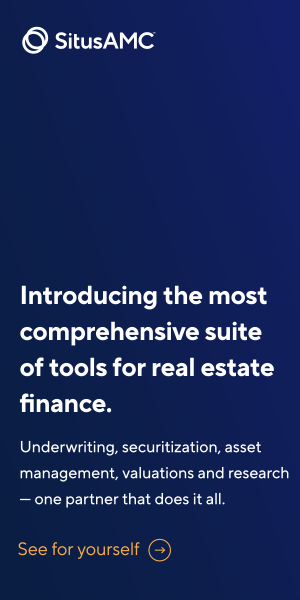 SitusAMC
Introducing the most
comprehensive suite
of tools for real estate
finance.
Underwriting, securitization, asset
management, valuations and research
— one partner that does it all.
See for yourself